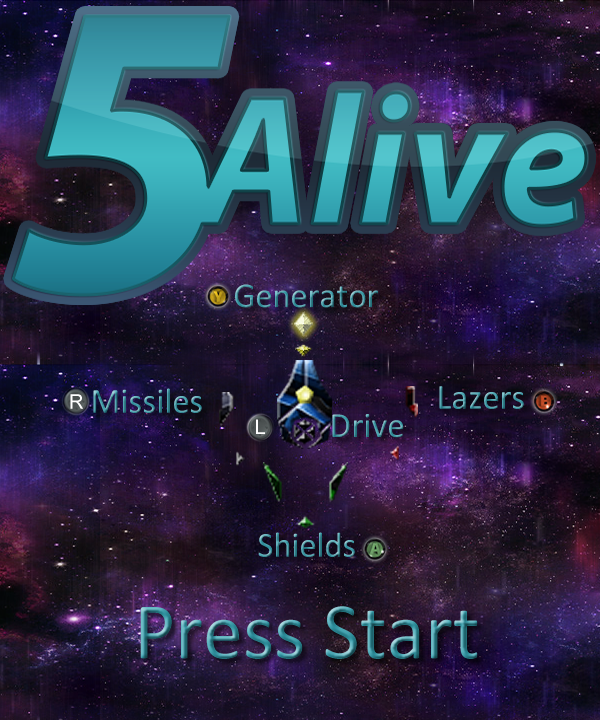 5Alive
Y Generator
R Missiles
Lazers B
L Drive
Shields A
Press Start